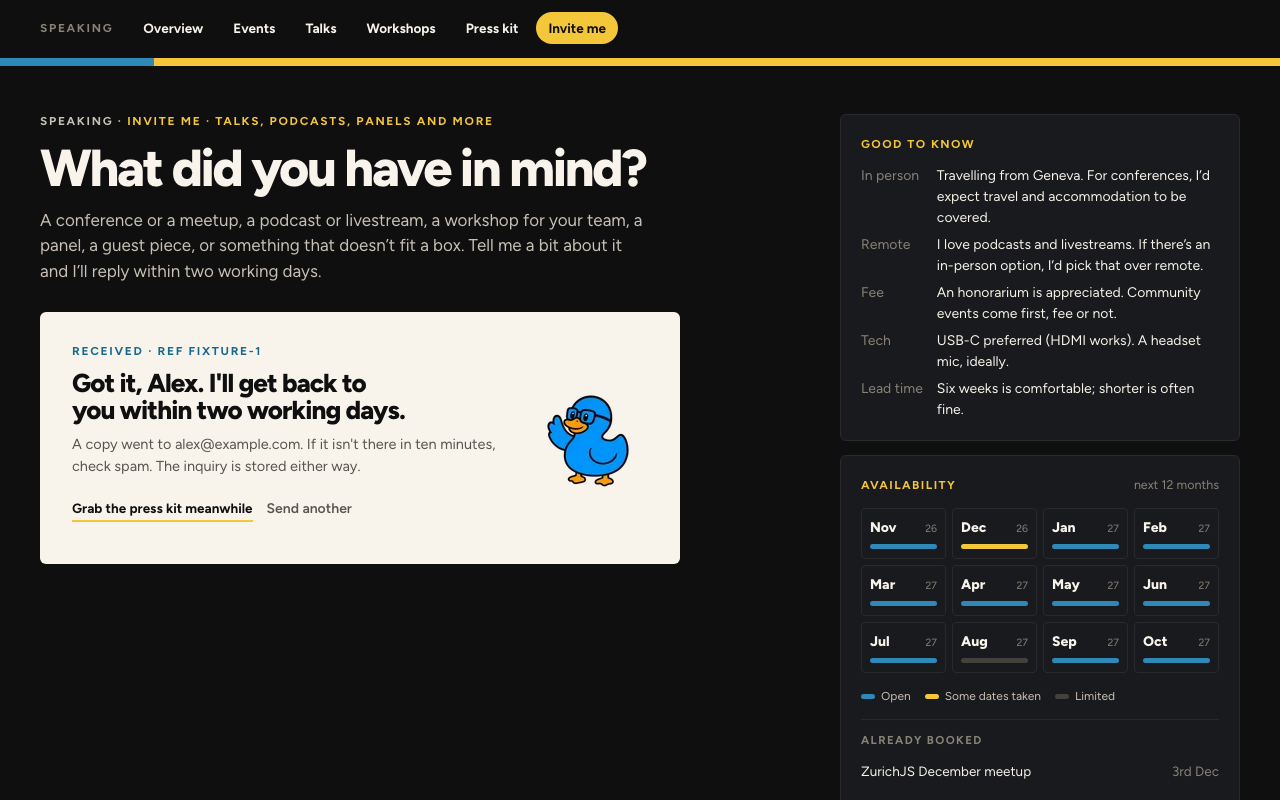 SPEAKING Overview Events Talks Workshops Press kit Invite me
SPEAKING · INVITE ME · TALKS, PODCASTS, PANELS AND MORE
What did you have in mind?
A conference or a meetup, a podcast or livestream, a workshop for your team, a
panel, a guest piece, or something that doesn’t fit a box. Tell me a bit about it
and I’ll reply within two working days.
RECEIVED · REF FIXTURE-1
Got it, Alex. I'll get back to
you within two working days.
A copy went to alex@example.com. If it isn't there in ten minutes,
check spam. The inquiry is stored either way.
Grab the press kit meanwhile Send another
GOOD TO KNOW
In person Travelling from Geneva. For conferences, I’d
expect travel and accommodation to be
covered.
Remote I love podcasts and livestreams. If there’s an
in-person option, I’d pick that over remote.
Fee An honorarium is appreciated. Community
events come first, fee or not.
Tech USB-C preferred (HDMI works). A headset
mic, ideally.
Lead time Six weeks is comfortable; shorter is often
fine.
AVAILABILITY next 12 months
Nov 26 Dec 26 Jan 27 Feb 27
Mar 27 Apr 27 May 27 Jun 27
Jul 27 Aug 27 Sep 27 Oct 27
Open Some dates taken Limited
ALREADY BOOKED
ZurichJS December meetup 3rd Dec